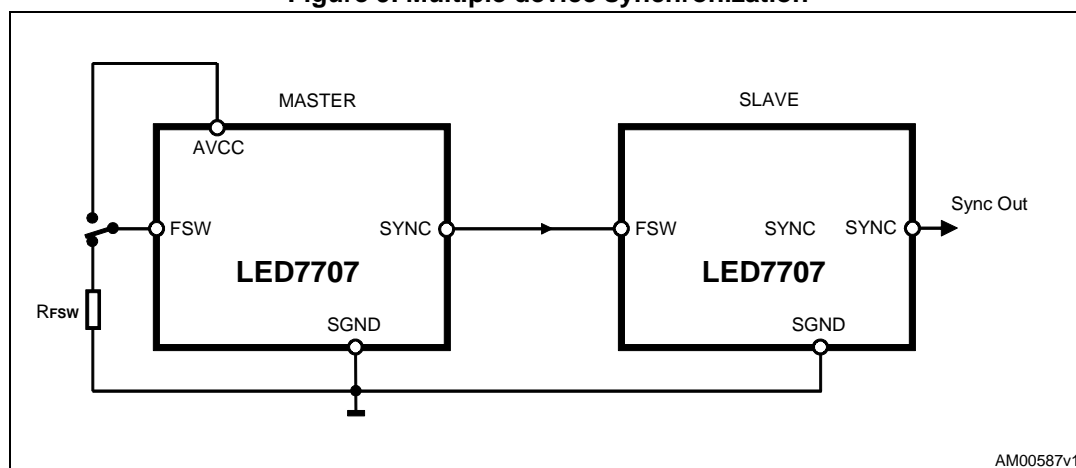 Figure Multiple device synchronization
MASTER
SLAVE
AVCC
FSW
SYNC
FSW
SYNC
SYNC
Sync Out
LED7707
LED7707
RFSW
SGND
SGND
AM00587v1